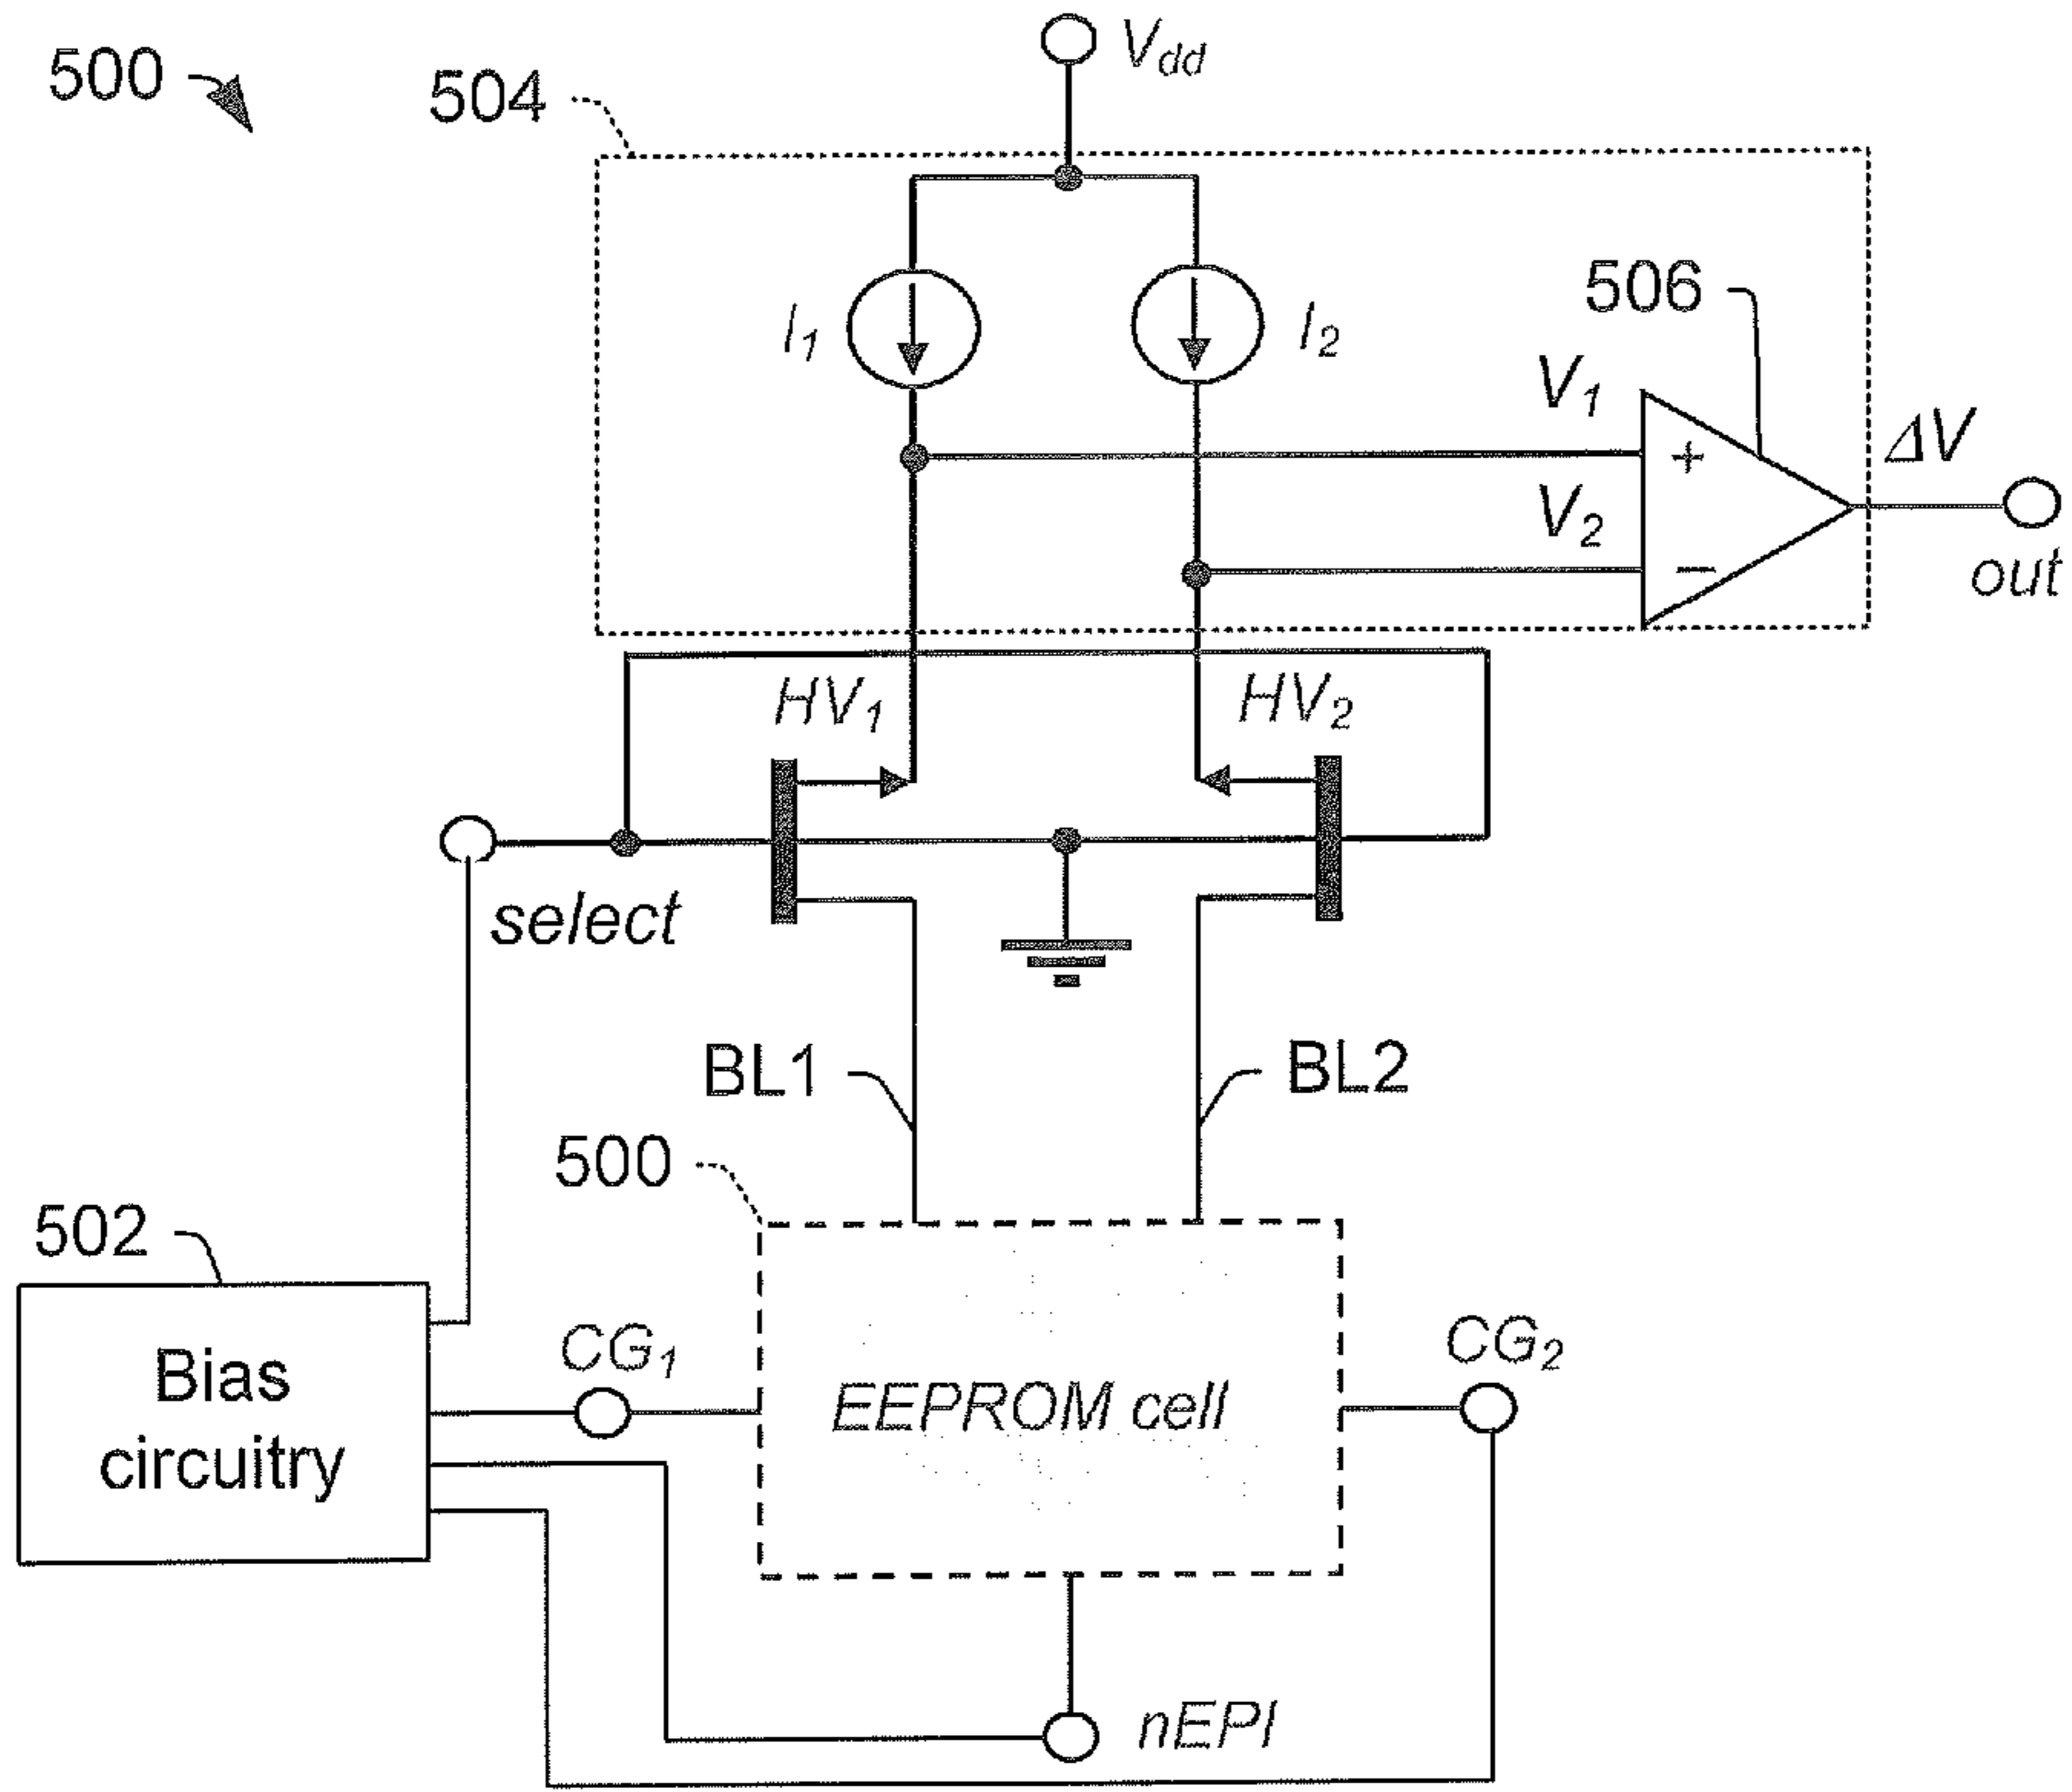 500
504
Vdd
I1
I2
506
V1
+
ΔV
V2
−
out
HV1
HV2
select
BL1
BL2
500
502
Bias
circuitry
CG1
EEPROM cell
CG2
nEPI